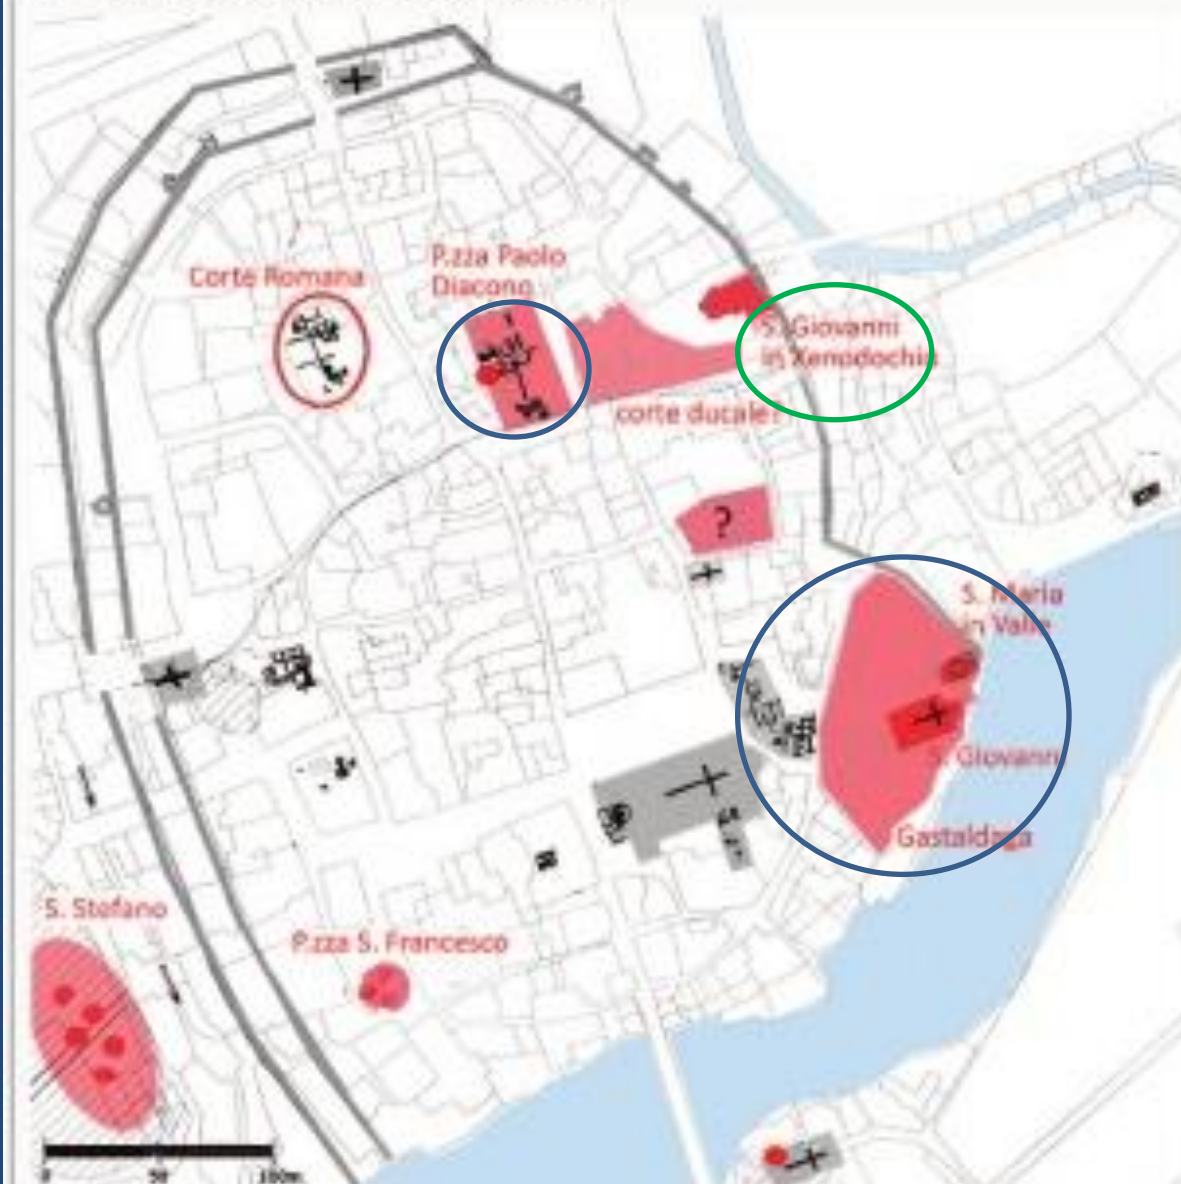 P.zza Paolo
Diacono
Corte Romana
S. Giovanni
in Xenodochio
corte ducale?
?
S. Maria
in Valle
S. Giovanni
Gastaldaga
S. Stefano
P.zza S. Francesco
0 50 100m